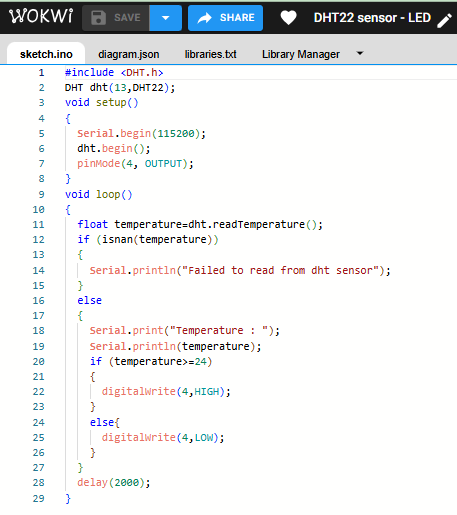 WOKWI SAVE SHARE DHT22 sensor - LED
sketch.ino diagram.json libraries.txt Library Manager
1 #include <DHT.h>
2 DHT dht(13,DHT22);
3 void setup()
4 {
5 Serial.begin(115200);
6 dht.begin();
7 pinMode(4, OUTPUT);
8 }
9 void loop()
10 {
11 float temperature=dht.readTemperature();
12 if (isnan(temperature))
13 {
14 Serial.println("Failed to read from dht sensor");
15 }
16 else
17 {
18 Serial.print("Temperature : ");
19 Serial.println(temperature);
20 if (temperature>=24)
21 {
22 digitalWrite(4,HIGH);
23 }
24 else{
25 digitalWrite(4,LOW);
26 }
27 }
28 delay(2000);
29 }